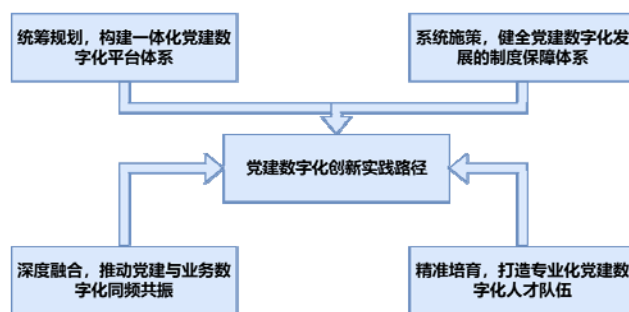 统筹规划，构建一体化党建数
字化平台体系
系统施策，健全党建数字化发
展的制度保障体系
党建数字化创新实践路径
深度融合，推动党建与业务数
字化同频共振
精准培育，打造专业化党建数
字化人才队伍